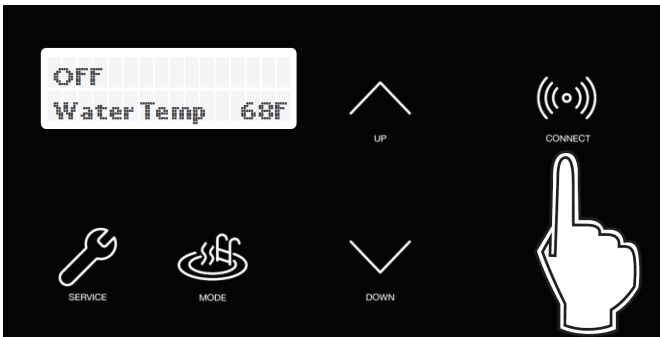 OFF
Water Temp 68F
UP
CONNECT
SERVICE
MODE
DOWN